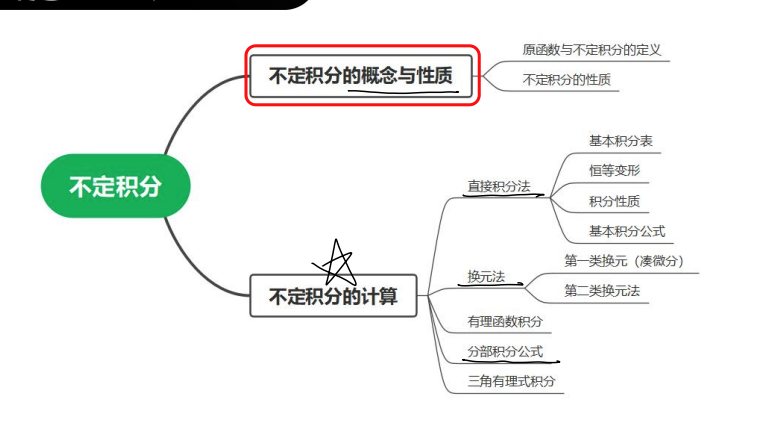 不定积分
不定积分的概念与性质
原函数与不定积分的定义
不定积分的性质
不定积分的计算
直接积分法
基本积分表
恒等变形
积分性质
基本积分公式
换元法
第一类换元（凑微分）
第二类换元法
有理函数积分
分部积分公式
三角有理式积分